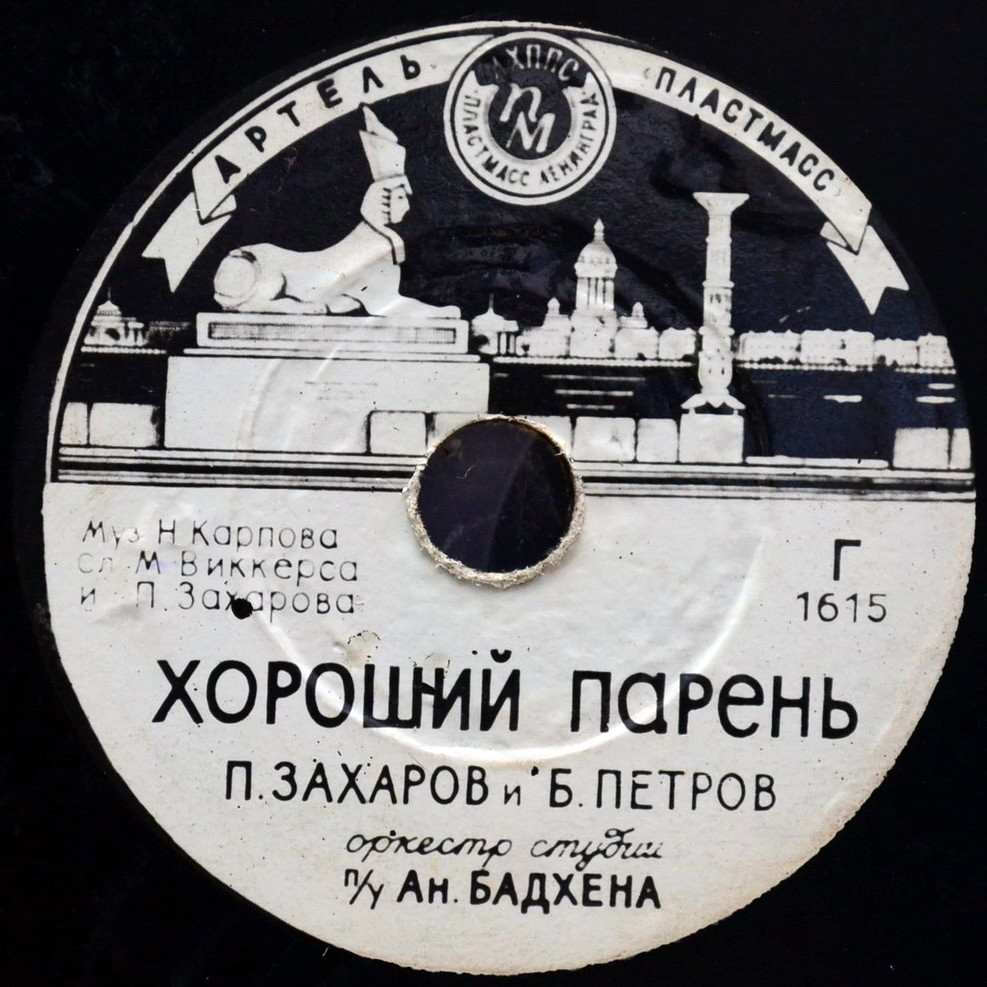 АРТЕЛЬ
«ПЛАСТМАСС»
ПМ
ПЛАСТМАСС ЛЕНИНГРАД
Муз Н Карпова
сл М Виккерса
и П. Захарова
Г
1615
ХОРОШИЙ ПАРЕНЬ
П. ЗАХАРОВ и Б. ПЕТРОВ
оркестр студии
п/у Ан. БАДХЕНА